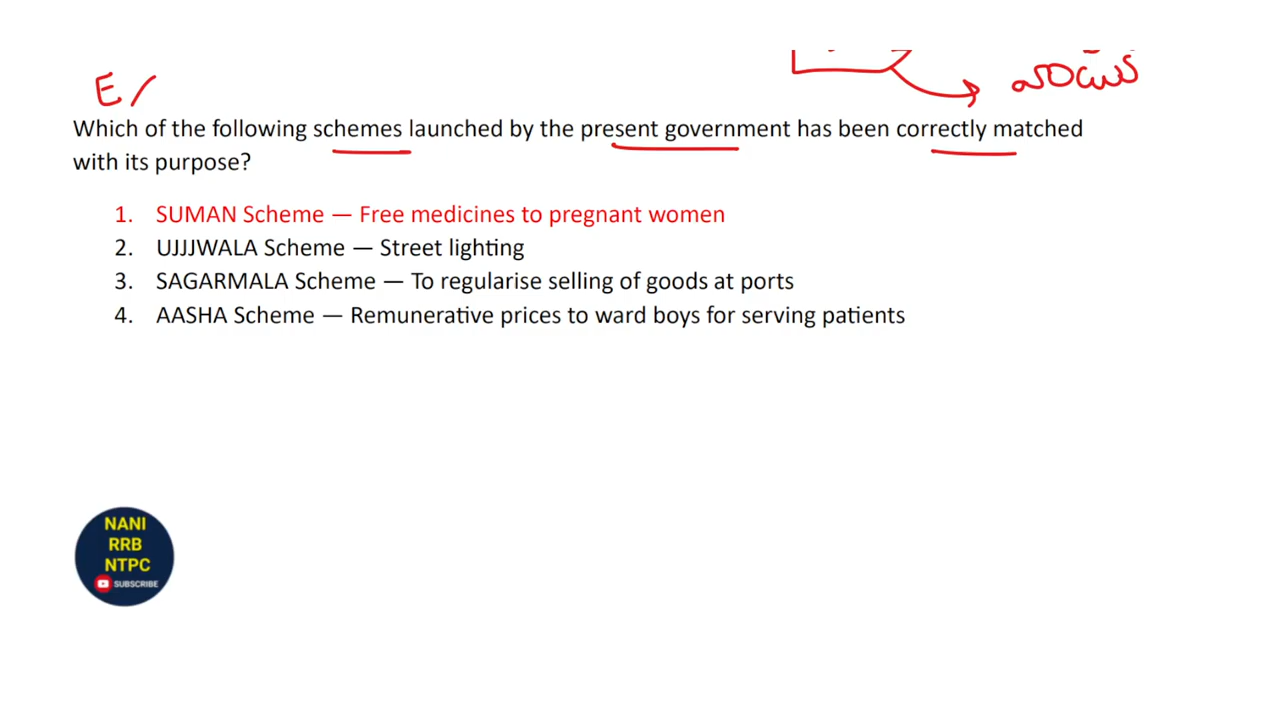 E/
Which of the following schemes launched by the present government has been correctly matched
with its purpose?
1. SUMAN Scheme — Free medicines to pregnant women
2. UJJJWALA Scheme — Street lighting
3. SAGARMALA Scheme — To regularise selling of goods at ports
4. AASHA Scheme — Remunerative prices to ward boys for serving patients
NANI
RRB
NTPC
SUBSCRIBE